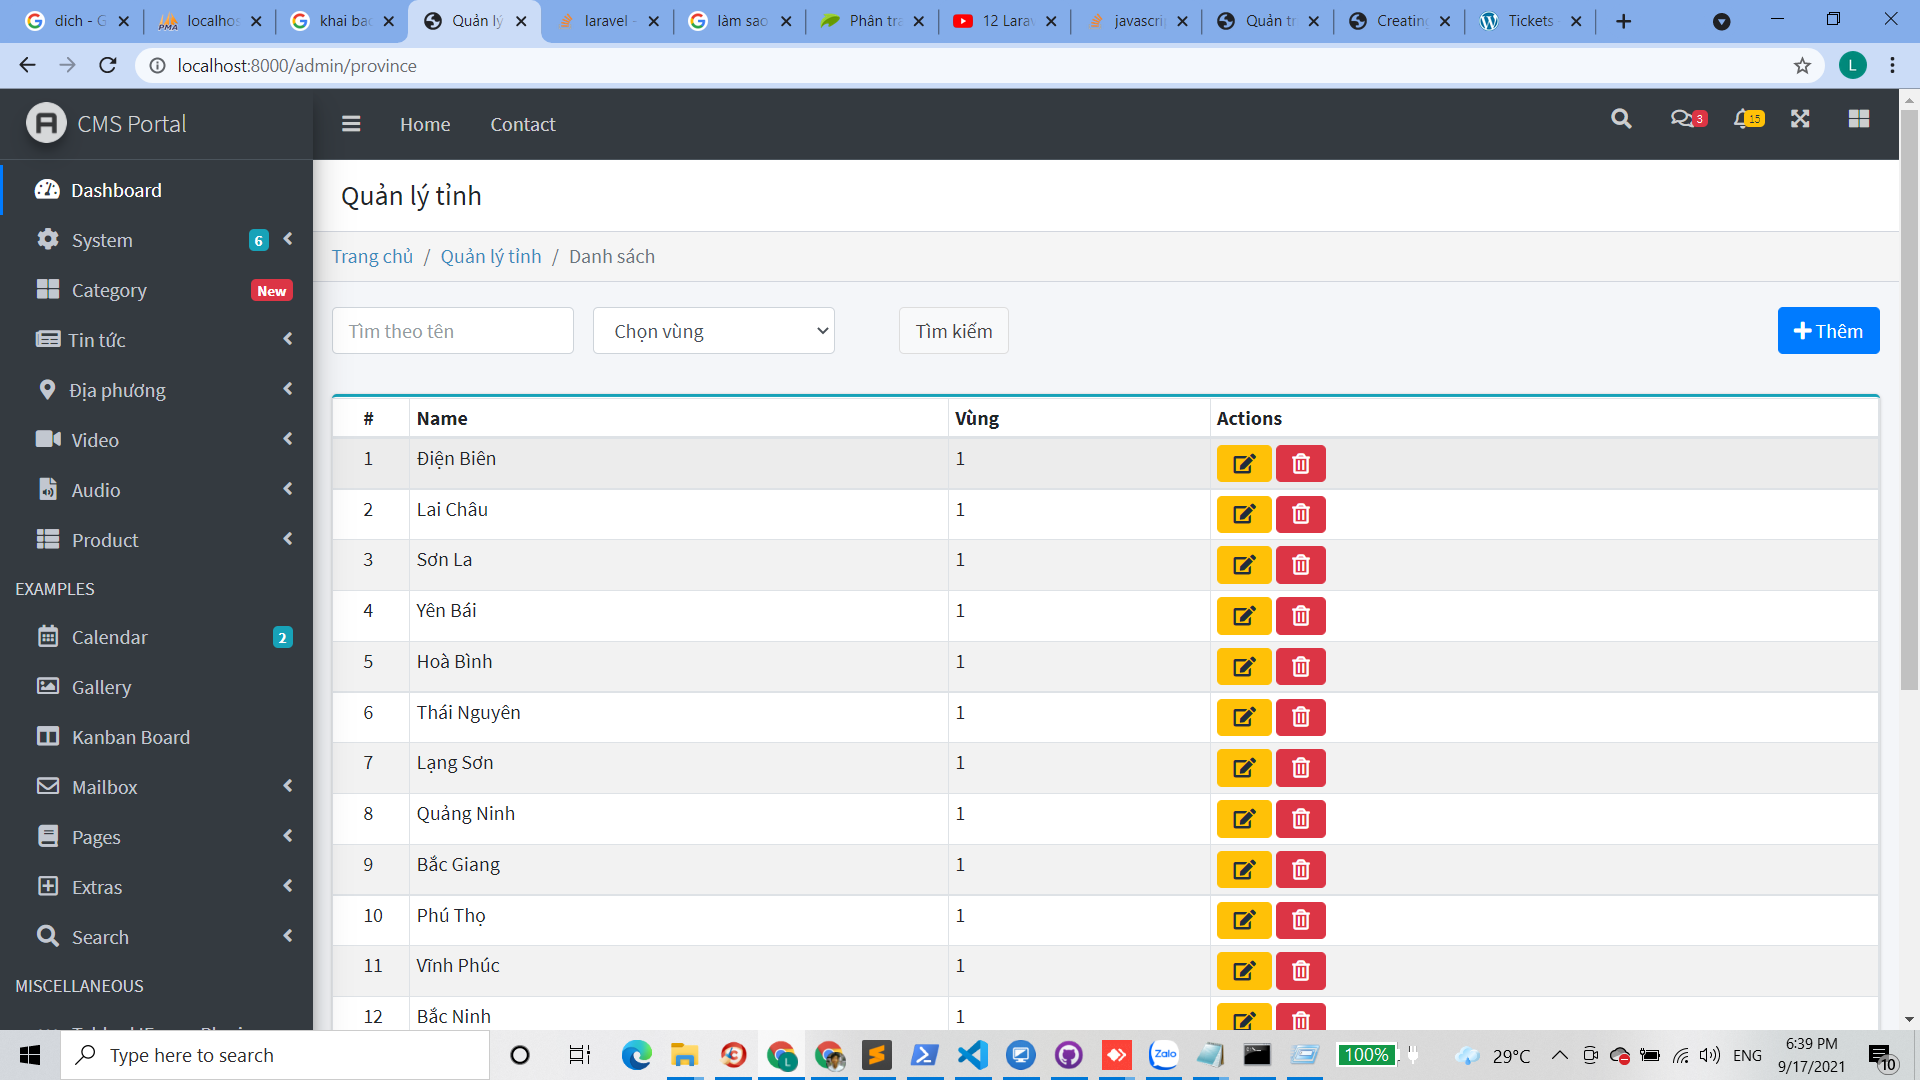 dich - G
localhos
khai bao
Quản lý
laravel -
làm sao
Phân tra
12 Larav
javascri
Quản tr
Creating
Tickets
localhost:8000/admin/province
L
CMS Portal
Home
Contact
3
15
Dashboard
System
6
Category
New
Tin tức
Địa phương
Video
Audio
Product
EXAMPLES
Calendar
2
Gallery
Kanban Board
Mailbox
Pages
Extras
Search
MISCELLANEOUS
Quản lý tỉnh
Trang chủ / Quản lý tỉnh / Danh sách
Tìm theo tên
Chọn vùng
Tìm kiếm
Thêm
# Name Vùng Actions
1 Điện Biên 1
2 Lai Châu 1
3 Sơn La 1
4 Yên Bái 1
5 Hoà Bình 1
6 Thái Nguyên 1
7 Lạng Sơn 1
8 Quảng Ninh 1
9 Bắc Giang 1
10 Phú Thọ 1
11 Vĩnh Phúc 1
12 Bắc Ninh 1
Type here to search
Zalo
100%
29°C
ENG
6:39 PM
9/17/2021
10